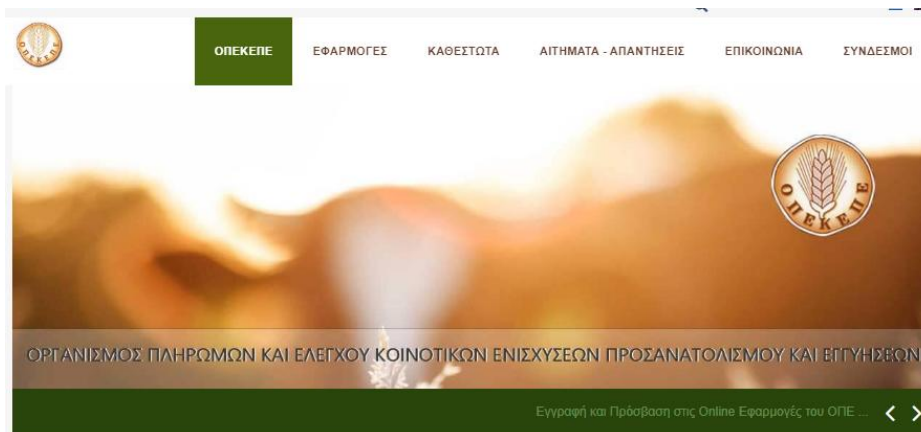 ΟΠΕΚΕΠΕ
ΟΠΕΚΕΠΕ ΕΦΑΡΜΟΓΕΣ ΚΑΘΕΣΤΩΤΑ ΑΙΤΗΜΑΤΑ - ΑΠΑΝΤΗΣΕΙΣ ΕΠΙΚΟΙΝΩΝΙΑ ΣΥΝΔΕΣΜΟΙ
ΟΠΕΚΕΠΕ
ΟΡΓΑΝΙΣΜΟΣ ΠΛΗΡΩΜΩΝ ΚΑΙ ΕΛΕΓΧΟΥ ΚΟΙΝΟΤΙΚΩΝ ΕΝΙΣΧΥΣΕΩΝ ΠΡΟΣΑΝΑΤΟΛΙΣΜΟΥ ΚΑΙ ΕΓΓΥΗΣΕΩΝ
Εγγραφή και Πρόσβαση στις Online Εφαρμογές του ΟΠΕ ...